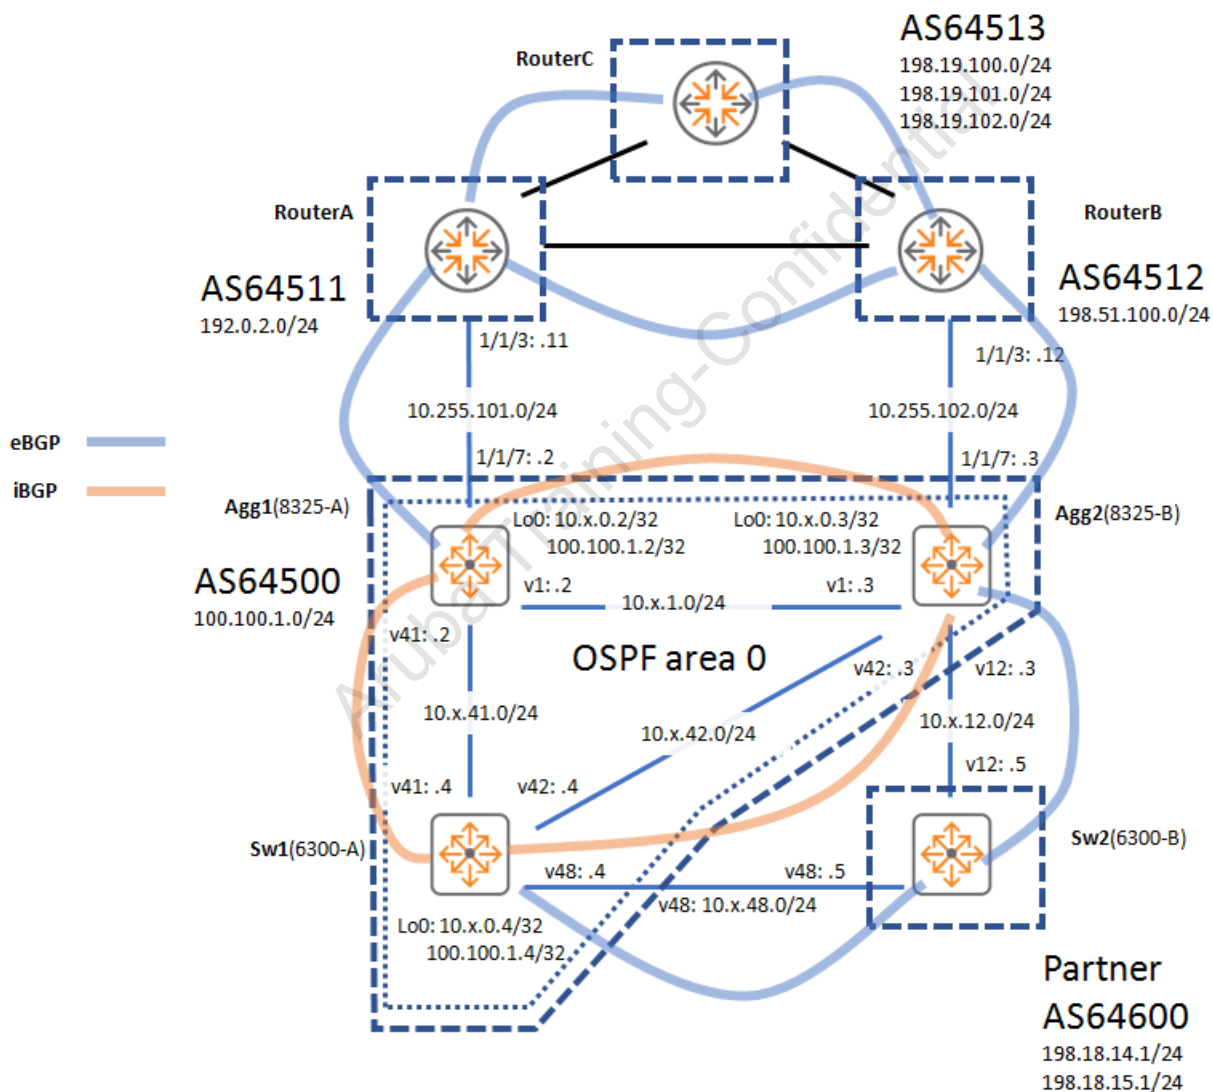 AS64513
RouterC
198.19.100.0/24
198.19.101.0/24
198.19.102.0/24
RouterA
RouterB
AS64511
192.0.2.0/24
AS64512
198.51.100.0/24
1/1/3: .11
1/1/3: .12
10.255.101.0/24
10.255.102.0/24
eBGP
iBGP
1/1/7: .2
1/1/7: .3
Agg1(8325-A)
Agg2(8325-B)
Lo0: 10.x.0.2/32
100.100.1.2/32
Lo0: 10.x.0.3/32
100.100.1.3/32
AS64500
100.100.1.0/24
v1: .2
10.x.1.0/24
v1: .3
v41: .2
OSPF area 0
v42: .3
v12: .3
10.x.41.0/24
10.x.42.0/24
10.x.12.0/24
v41: .4
v42: .4
v12: .5
Sw1(6300-A)
Sw2(6300-B)
v48: .4
v48: .5
v48: 10.x.48.0/24
Lo0: 10.x.0.4/32
100.100.1.4/32
Partner
AS64600
198.18.14.1/24
198.18.15.1/24
Aruba Training-Confidential